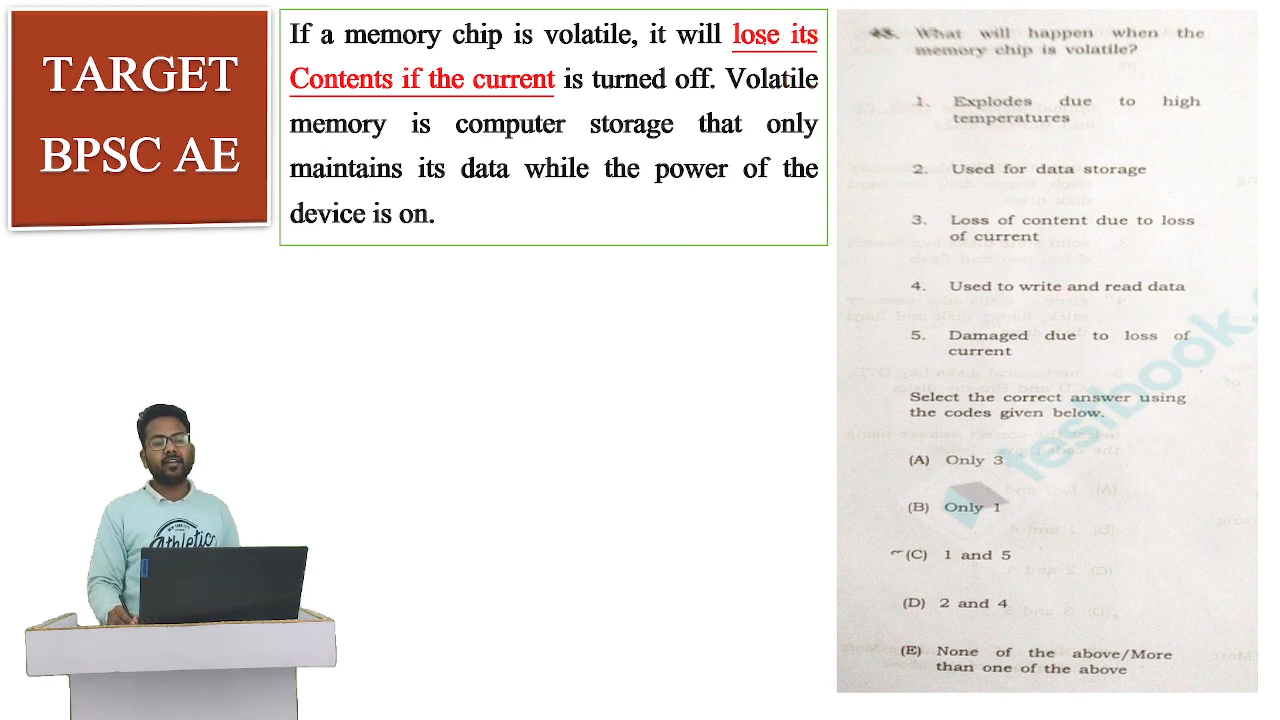 TARGET
BPSC AE
If a memory chip is volatile, it will lose its
Contents if the current is turned off. Volatile
memory is computer storage that only
maintains its data while the power of the
device is on.
Athletic
45. What will happen when the
memory chip is volatile?
1. Explodes due to high
temperatures
2. Used for data storage
3. Loss of content due to loss
of current
4. Used to write and read data
5. Damaged due to loss of
current
Select the correct answer using
the codes given below.
(A) Only 3
(B) Only 1
(C) 1 and 5
(D) 2 and 4
(E) None of the above/More
than one of the above
testbook.